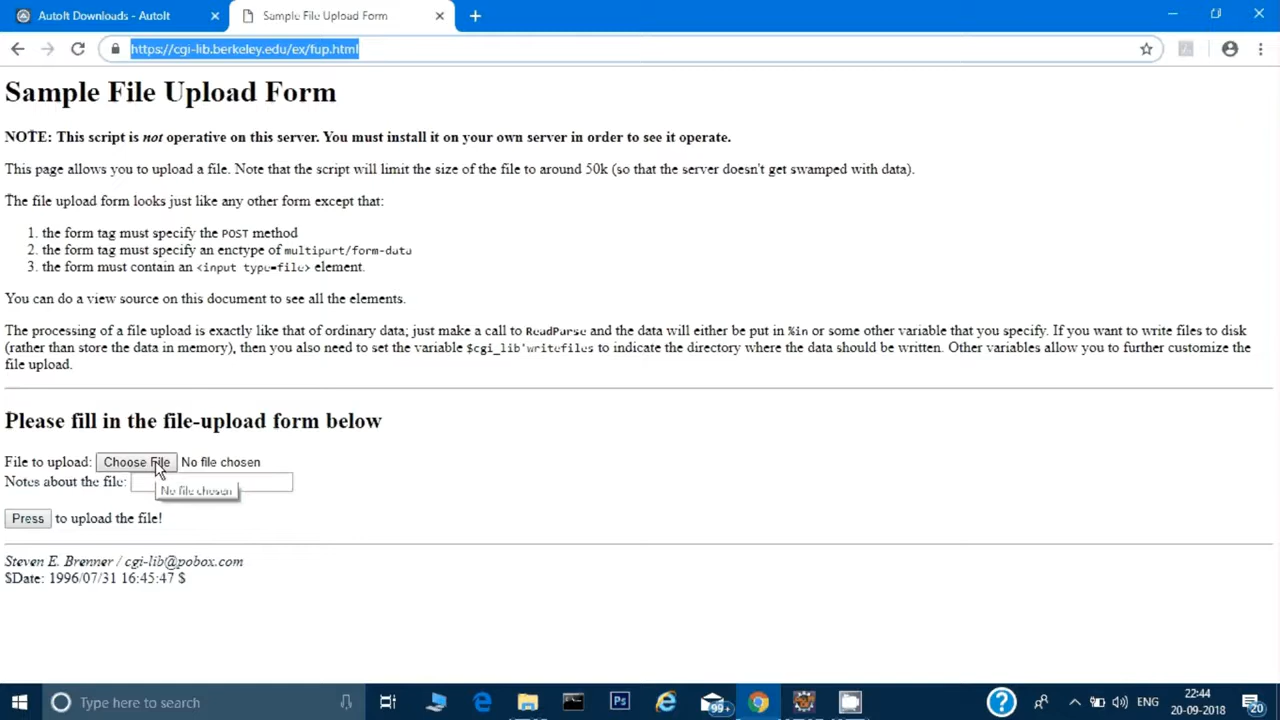 AutoIt Downloads - AutoIt
Sample File Upload Form
https://cgi-lib.berkeley.edu/ex/fup.html
Sample File Upload Form
NOTE: This script is not operative on this server. You must install it on your own server in order to see it operate.
This page allows you to upload a file. Note that the script will limit the size of the file to around 50k (so that the server doesn't get swamped with data).
The file upload form looks just like any other form except that:
1. the form tag must specify the POST method
2. the form tag must specify an enctype of multipart/form-data
3. the form must contain an <input type=file> element.
You can do a view source on this document to see all the elements.
The processing of a file upload is exactly like that of ordinary data; just make a call to ReadParse and the data will either be put in %in or some other variable that you specify. If you want to write files to disk
(rather than store the data in memory), then you also need to set the variable $cgi_lib'writefiles to indicate the directory where the data should be written. Other variables allow you to further customize the
file upload.
Please fill in the file-upload form below
File to upload: Choose File No file chosen
Notes about the file:
No file chosen
Press to upload the file!
Steven E. Brenner / cgi-lib@pobox.com
$Date: 1996/07/31 16:45:47 $
Type here to search
99+
ENG
22:44
20-09-2018
20